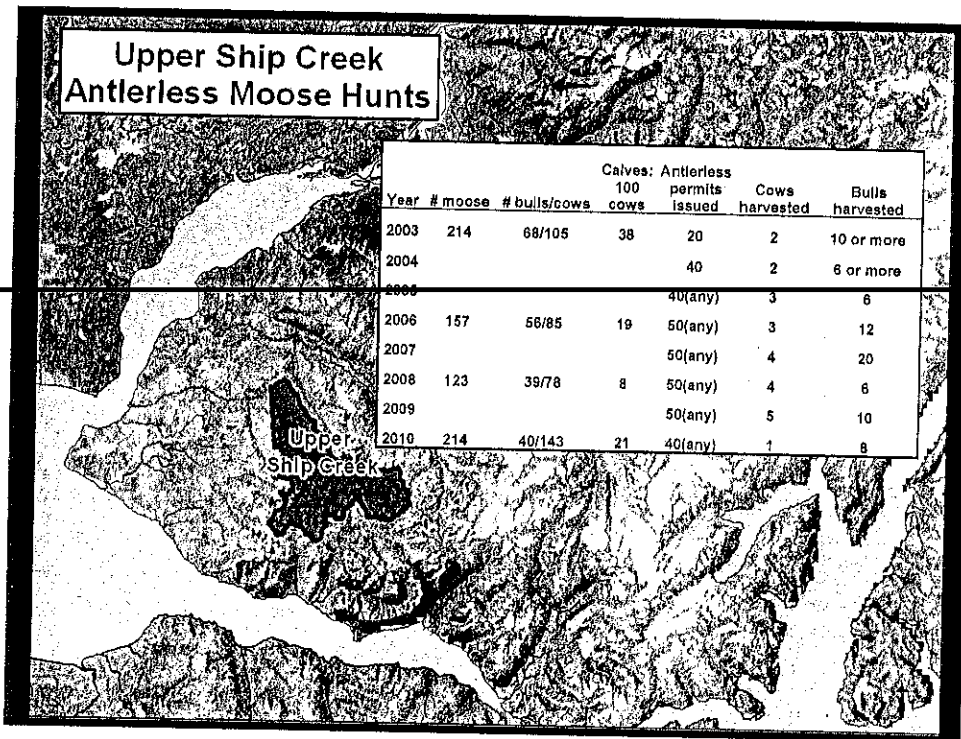 Upper Ship Creek
Antlerless Moose Hunts
Year # moose # bulls/cows Calves: 100 cows Antlerless permits issued Cows harvested Bulls harvested
2003 214 68/105 38 20 2 10 or more
2004 40 2 6 or more
2005 40(any) 3 6
2006 157 56/85 19 50(any) 3 12
2007 50(any) 4 20
2008 123 39/78 8 50(any) 4 6
2009 50(any) 5 10
2010 214 40/143 21 40(any) 1 8
Upper
Ship Creek